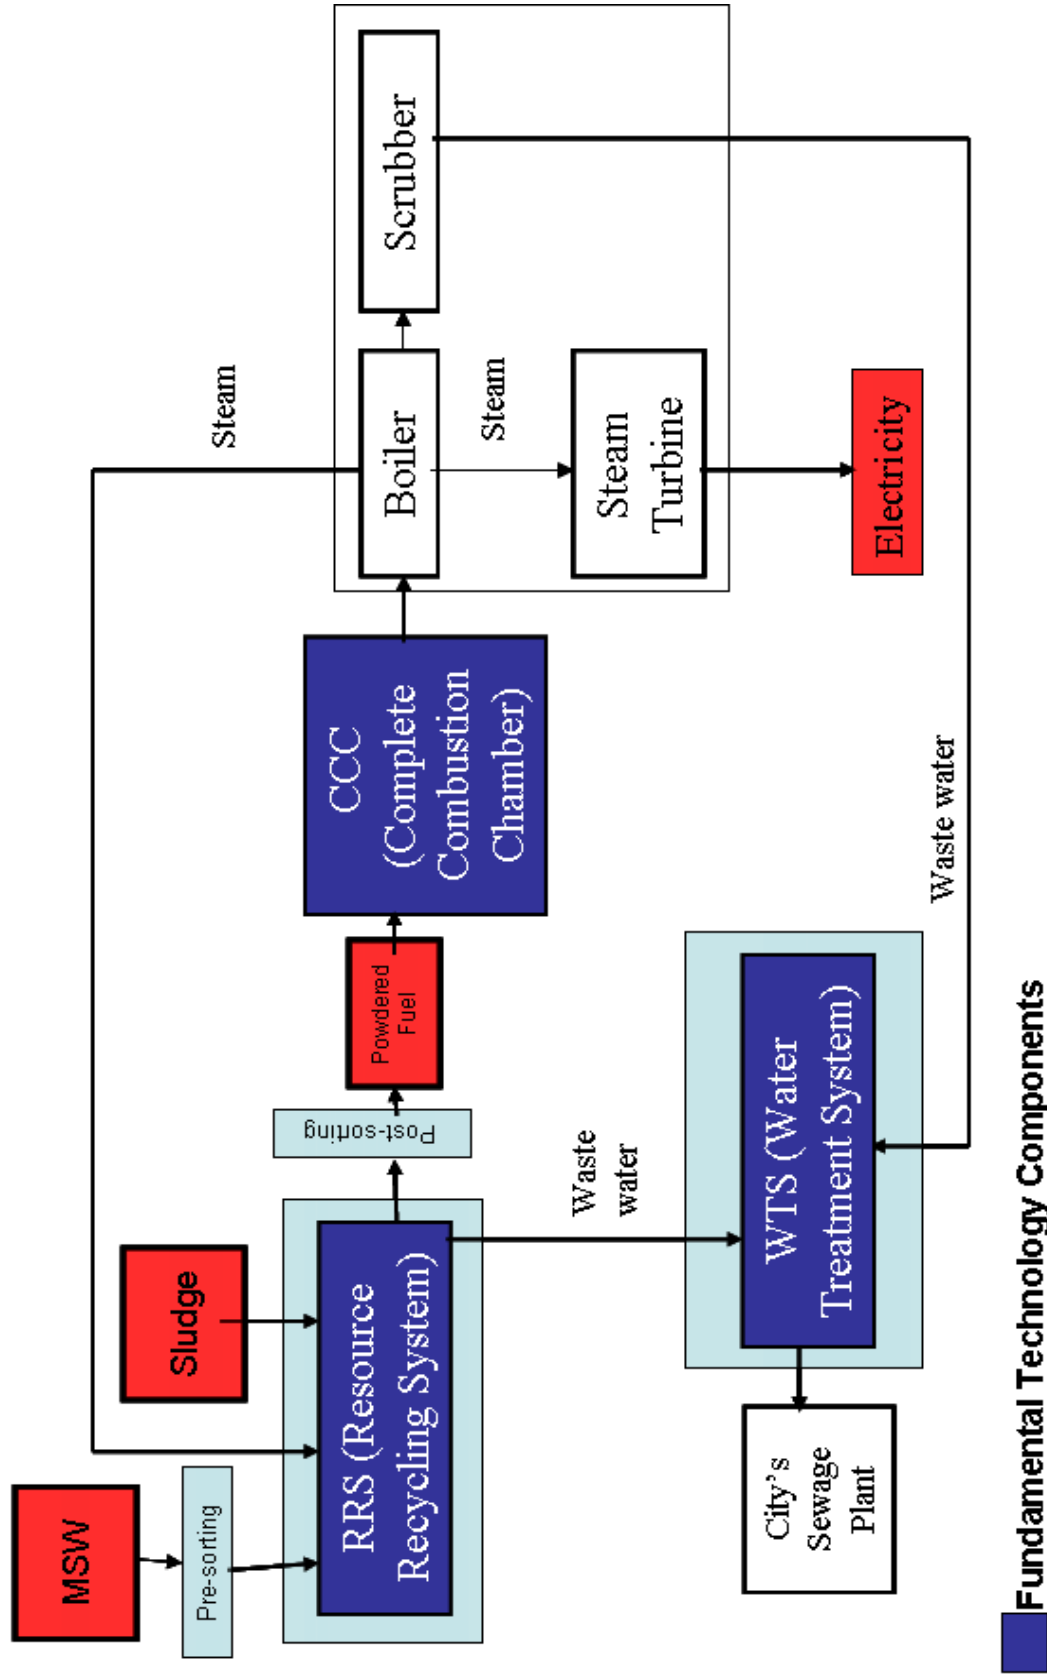 MSW
Pre-sorting
Sludge
Steam
RRS (Resource
Recycling System)
Post-sorting
Powdered
Fuel
CCC
(Complete
Combustion
Chamber)
Boiler
Scrubber
Steam
Steam
Turbine
Electricity
Waste
water
Waste water
WTS (Water
Treatment System)
City's
Sewage
Plant
Fundamental Technology Components